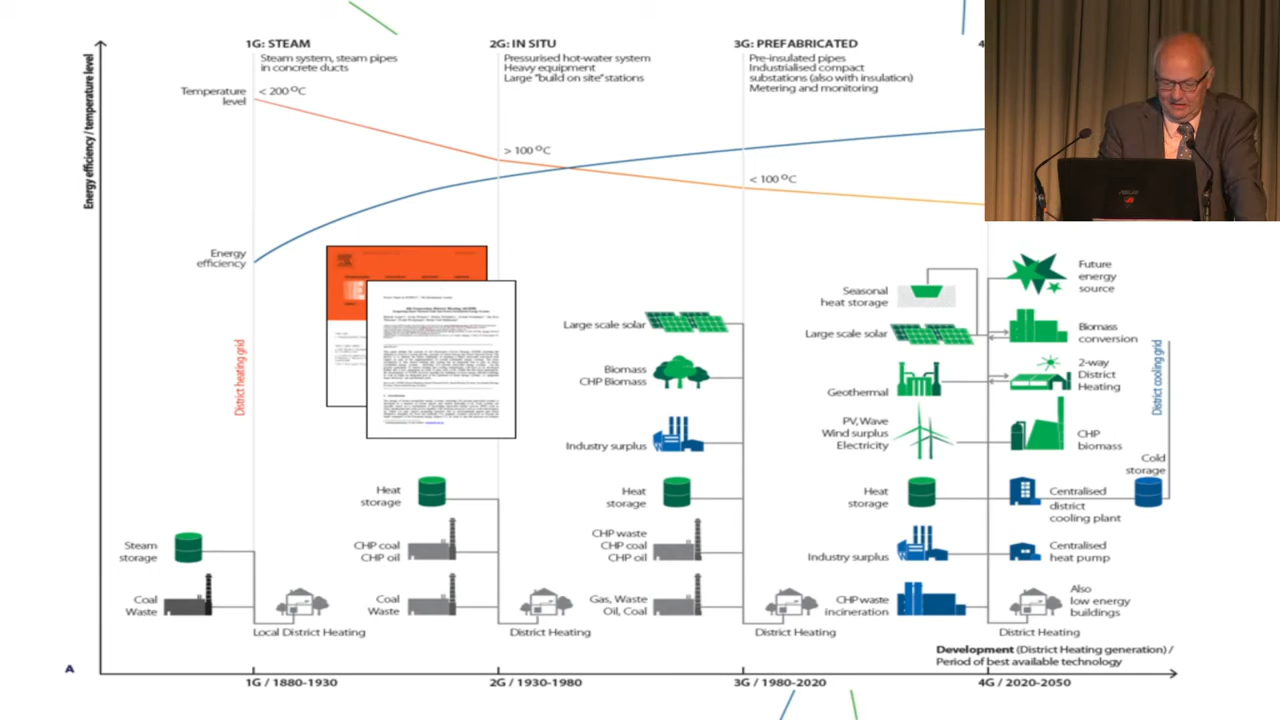 1G: STEAM
Steam system, steam pipes
in concrete ducts
2G: IN SITU
Pressurised hot-water system
Heavy equipment
Large "build on site" stations
3G: PREFABRICATED
Pre-insulated pipes
Industrialised compact
substations (also with insulation)
Metering and monitoring
4
Energy efficiency / temperature level
Temperature
level
< 200 ºC
> 100 ºC
< 100 ºC
Energy
efficiency
District heating grid
Steam
storage
Coal
Waste
Local District Heating
Heat
storage
CHP coal
CHP oil
Coal
Waste
District Heating
Large scale solar
Biomass
CHP Biomass
Industry surplus
Heat
storage
CHP waste
CHP coal
CHP oil
Gas, Waste
Oil, Coal
District Heating
Seasonal
heat storage
Large scale solar
Geothermal
PV, Wave
Wind surplus
Electricity
Heat
storage
Industry surplus
CHP waste
incineration
Future
energy
source
Biomass
conversion
2-way
District
Heating
CHP
biomass
Cold
storage
District cooling grid
Centralised
district
cooling plant
Centralised
heat pump
Also
low energy
buildings
District Heating
Development (District Heating generation) /
Period of best available technology
A
1G / 1880-1930
2G / 1930-1980
3G / 1980-2020
4G / 2020-2050
ASUS